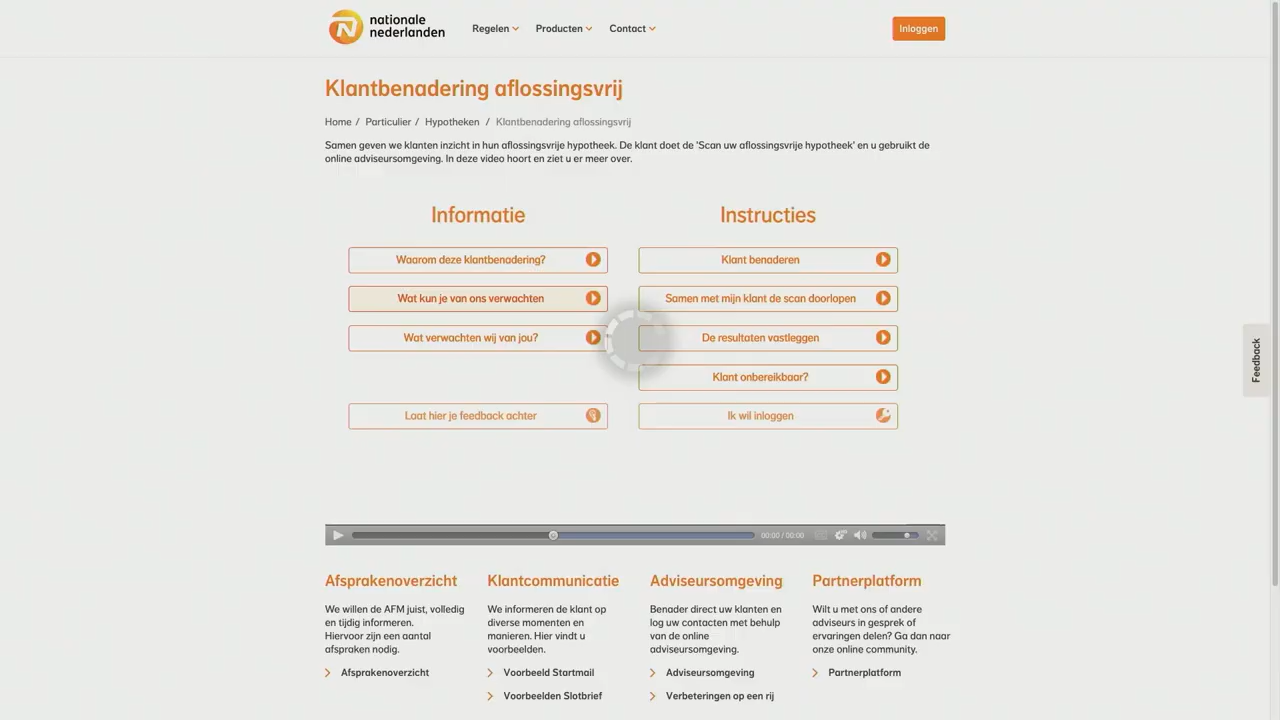 nationale
nederlanden
Regelen
Producten
Contact
Inloggen
Klantbenadering aflossingsvrij
Home / Particulier / Hypotheken / Klantbenadering aflossingsvrij
Samen geven we klanten inzicht in hun aflossingsvrije hypotheek. De klant doet de 'Scan uw aflossingsvrije hypotheek' en u gebruikt de
online adviseursomgeving. In deze video hoort en ziet u er meer over.
Informatie
Waarom deze klantbenadering?
Wat kun je van ons verwachten
Wat verwachten wij van jou?
Laat hier je feedback achter
Instructies
Klant benaderen
Samen met mijn klant de scan doorlopen
De resultaten vastleggen
Klant onbereikbaar?
Ik wil inloggen
Feedback
00:00 / 00:00
Afsprakenoverzicht
We willen de AFM juist, volledig
en tijdig informeren.
Hiervoor zijn een aantal
afspraken nodig.
Afsprakenoverzicht
Klantcommunicatie
We informeren de klant op
diverse momenten en
manieren. Hier vindt u
voorbeelden.
Voorbeeld Startmail
Voorbeelden Slotbrief
Adviseursomgeving
Benader direct uw klanten en
log uw contacten met behulp
van de online
adviseursomgeving.
Adviseursomgeving
Verbeteringen op een rij
Partnerplatform
Wilt u met ons of andere
adviseurs in gesprek of
ervaringen delen? Ga dan naar
onze online community.
Partnerplatform